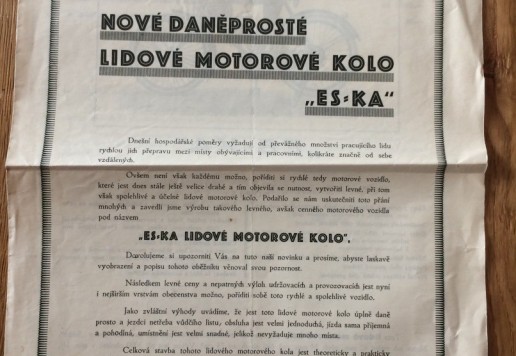 NOVÉ DANĚPROSTÉ
LIDOVÉ MOTOROVÉ KOLO
„ES-KA“
Dnešní hospodářské poměry vyžadují od převážného množství pracujícího lidu
rychlou jich přepravu mezi místy obývacími a pracovními, kolikráte značně od sebe
vzdálených.
Ovšem není však každému možno, pořídití si rychlé tedy motorové vozidlo,
které jest dnes stále ještě velice drahé a tím objevila se nutnost, vytvořiti levné, při tom
však spolehlivé a účelné lidové motorové kolo. Podařilo se nám uskutečniti toto přání
mnohých a zavedli jsme výrobu takového levného, avšak cenného motorového vozidla
pod názvem
„ES-KA LIDOVÉ MOTOROVÉ KOLO“.
Dovolujeme si upozorniti Vás na tuto naši novinku a prosíme, abyste laskavě
vyobrazení a popisu tohoto oběžníku věnoval svou pozornost.
Následkem levné ceny a nepatrných výloh udržovacích a provozovacích jest nyní
i nejširším vrstvám obecenstva možno, pořídití sobě toto rychlé a spolehlivé vozidlo.
Jako zvláštní výhody uvádíme, že jest toto lidové motorové kolo úplně daně
prosto a jezdci netřeba vůdčího listu, obsluha jest velmi jednoduchá, jízda sama příjemná
a pohodlná, umístnění jest velmi snadné, jelikož nevyžaduje mnoho místa.
Celková stavba tohoto lidového motorového kola jest theoreticky a prakticky